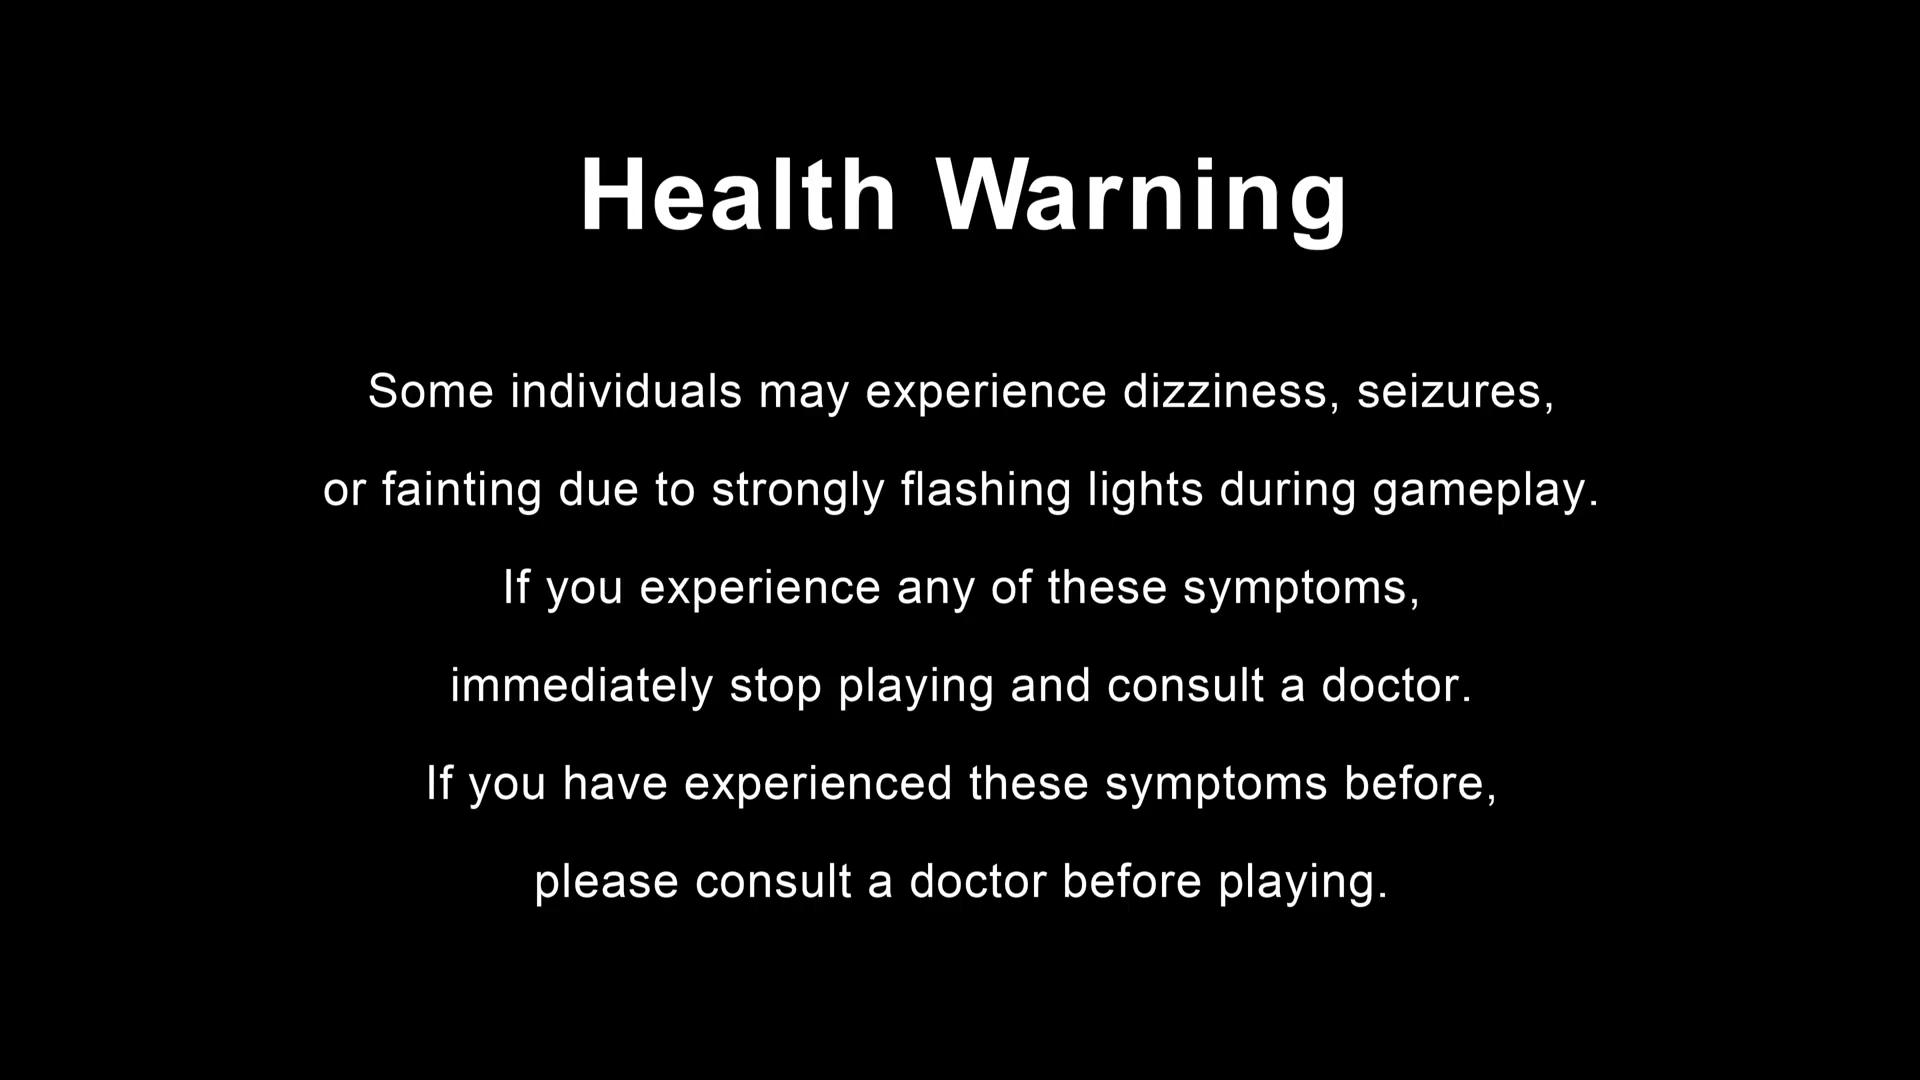 Health Warning
Some individuals may experience dizziness, seizures,
or fainting due to strongly flashing lights during gameplay.
If you experience any of these symptoms,
immediately stop playing and consult a doctor.
If you have experienced these symptoms before,
please consult a doctor before playing.